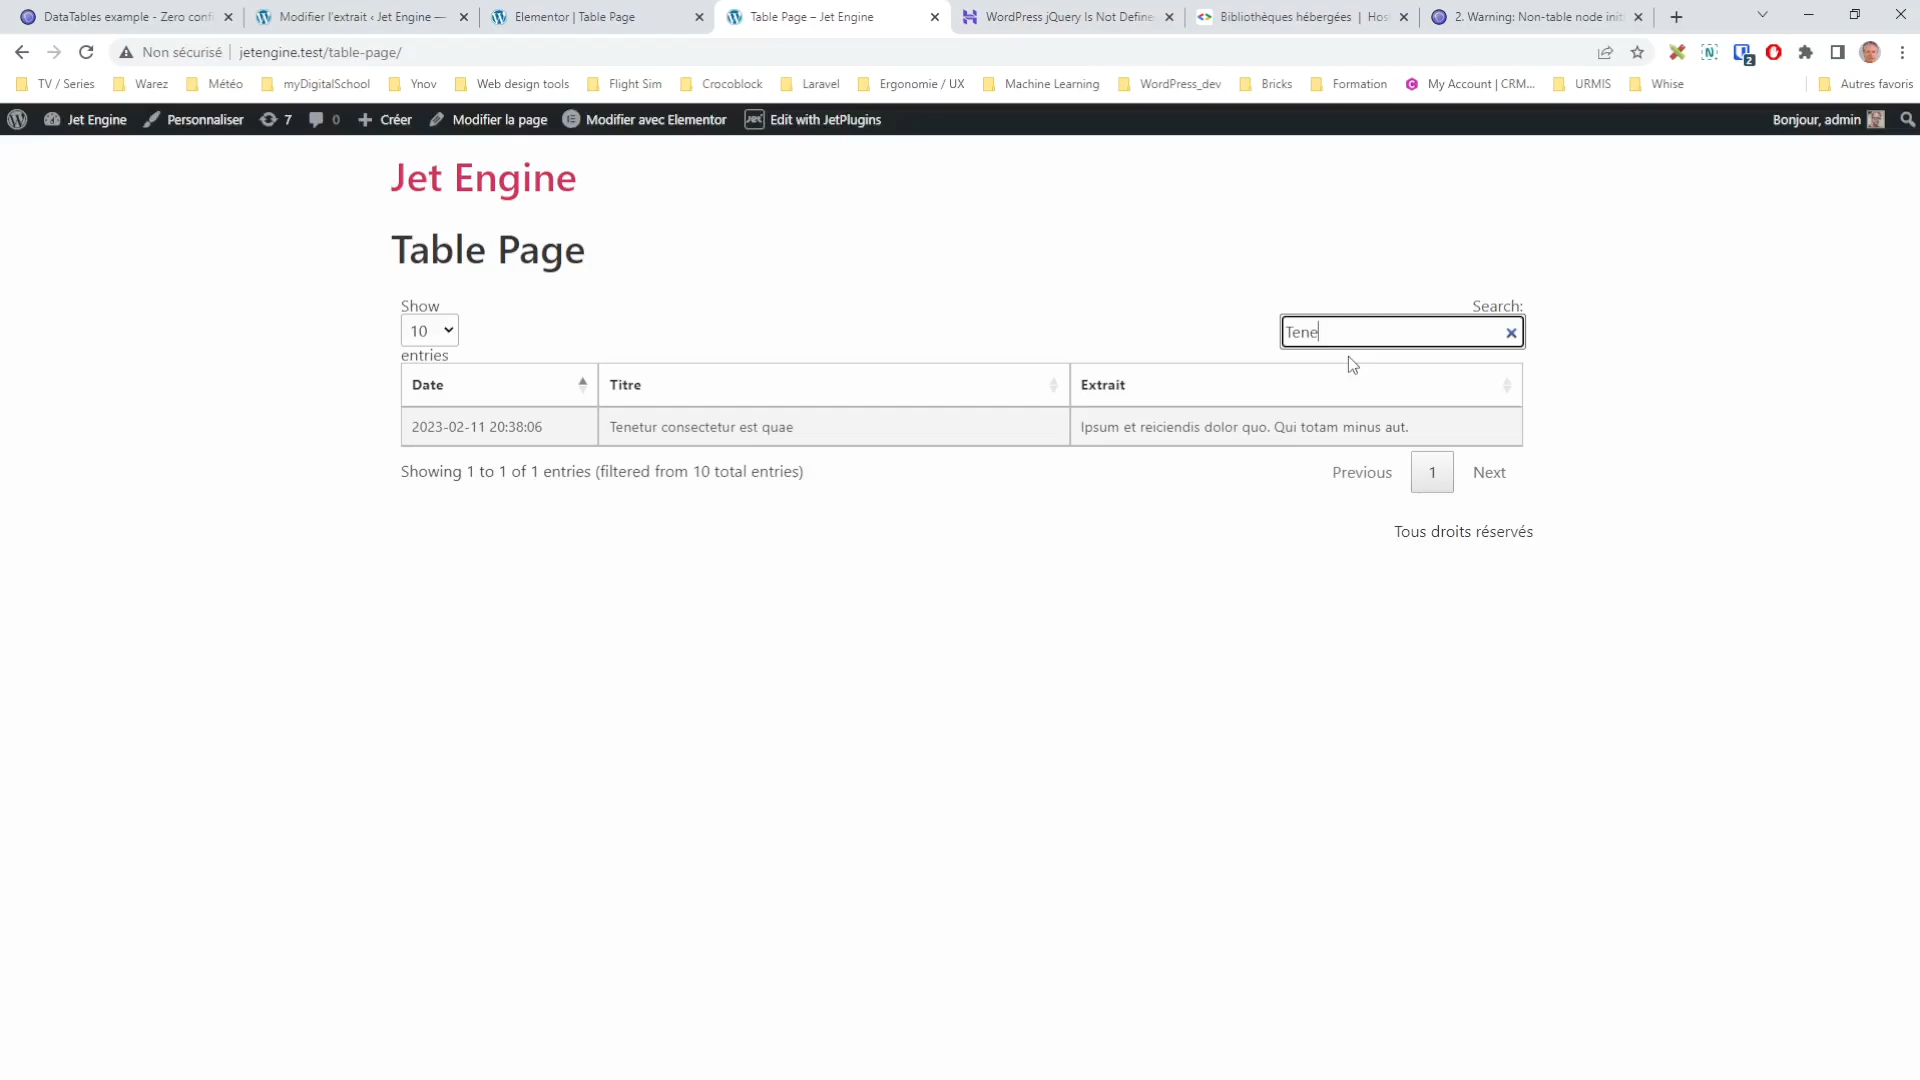 DataTables example - Zero confi
Modifier l'extrait ‹ Jet Engine —
Elementor | Table Page
Table Page – Jet Engine
WordPress jQuery Is Not Define
Bibliothèques hébergées | Hos
2. Warning: Non-table node init
Non sécurisé
jetengine.test/table-page/
2
TV / Series
Warez
Météo
myDigitalSchool
Ynov
Web design tools
Flight Sim
Crocoblock
Laravel
Ergonomie / UX
Machine Learning
WordPress_dev
Bricks
Formation
My Account | CRM...
URMIS
Whise
Autres favoris
Jet Engine
Personnaliser
7
0
Créer
Modifier la page
Modifier avec Elementor
Edit with JetPlugins
Bonjour, admin
Jet Engine
Table Page
Show
10
entries
Search:
Tene
Date
Titre
Extrait
2023-02-11 20:38:06
Tenetur consectetur est quae
Ipsum et reiciendis dolor quo. Qui totam minus aut.
Showing 1 to 1 of 1 entries (filtered from 10 total entries)
Previous
1
Next
Tous droits réservés